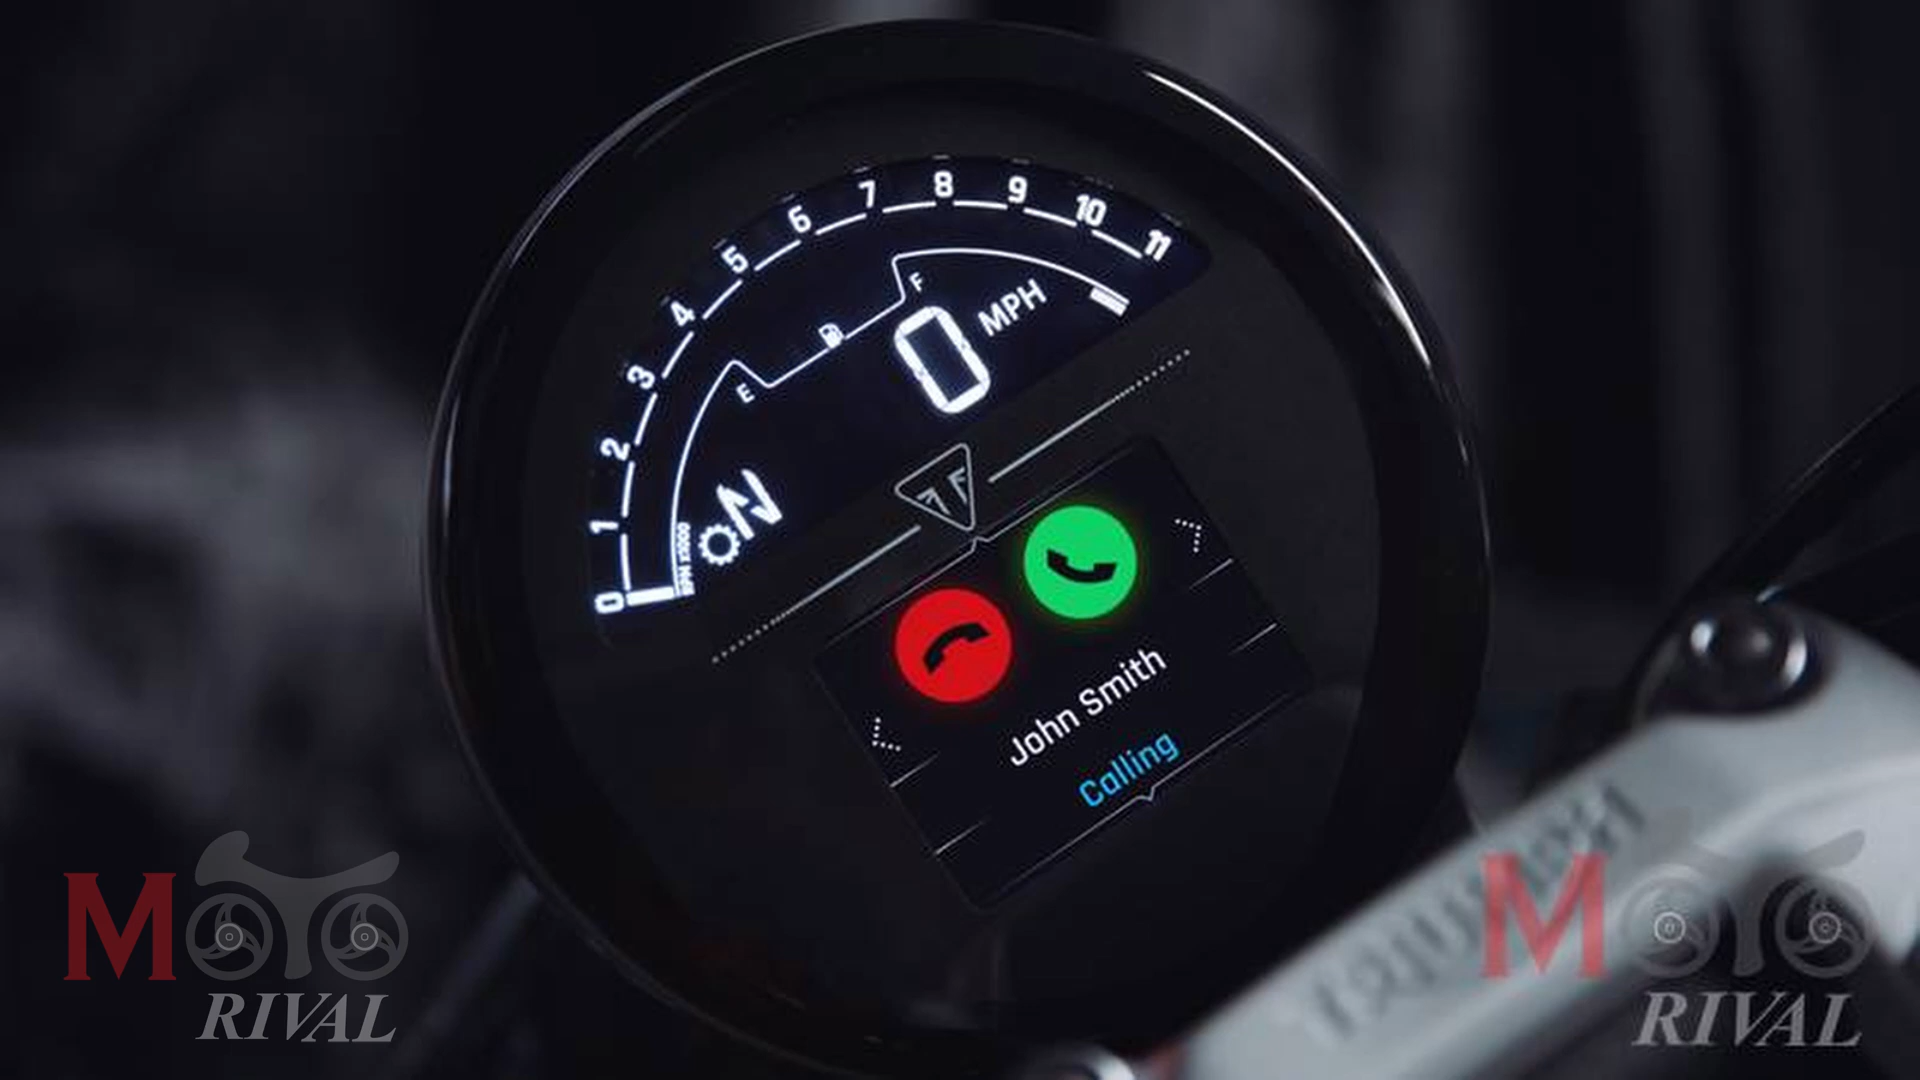 0 1 2 3 4 5 6 7 8 9 10 11
RPM X1000
E
F
0 MPH
N
John Smith
Calling
TRIUMPH
MOTO
RIVAL
MOTO
RIVAL